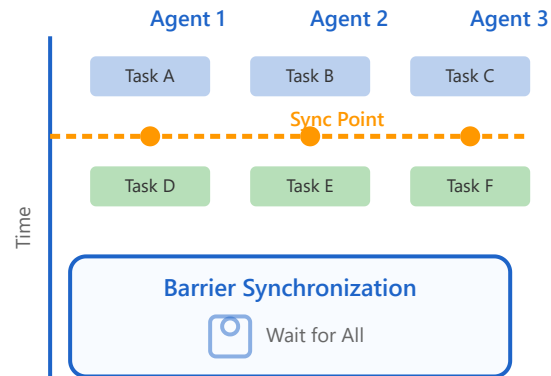 Agent 1 Agent 2 Agent 3
Task A Task B Task C
Sync Point
Task D Task E Task F
Time
Barrier Synchronization
Wait for All